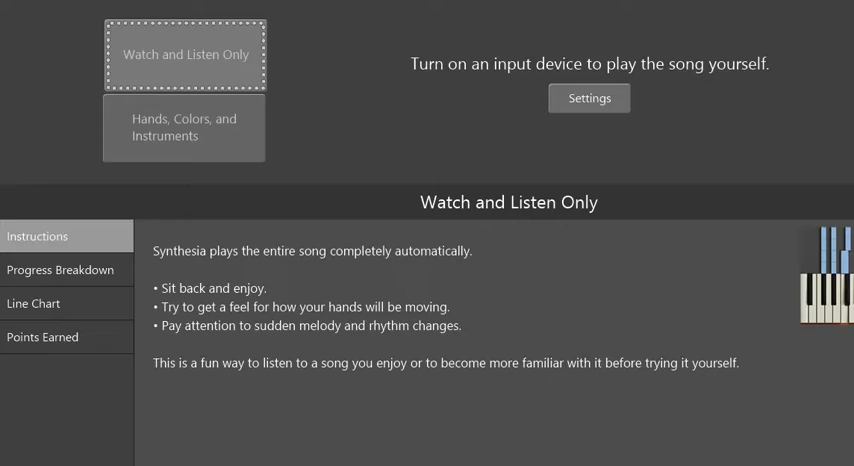 Watch and Listen Only
Hands, Colors, and
Instruments
Turn on an input device to play the song yourself.
Settings
Watch and Listen Only
Instructions
Progress Breakdown
Line Chart
Points Earned
Synthesia plays the entire song completely automatically.
• Sit back and enjoy.
• Try to get a feel for how your hands will be moving.
• Pay attention to sudden melody and rhythm changes.
This is a fun way to listen to a song you enjoy or to become more familiar with it before trying it yourself.